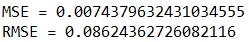 MSE = 0.0074379632431034555
RMSE = 0.08624362726082116